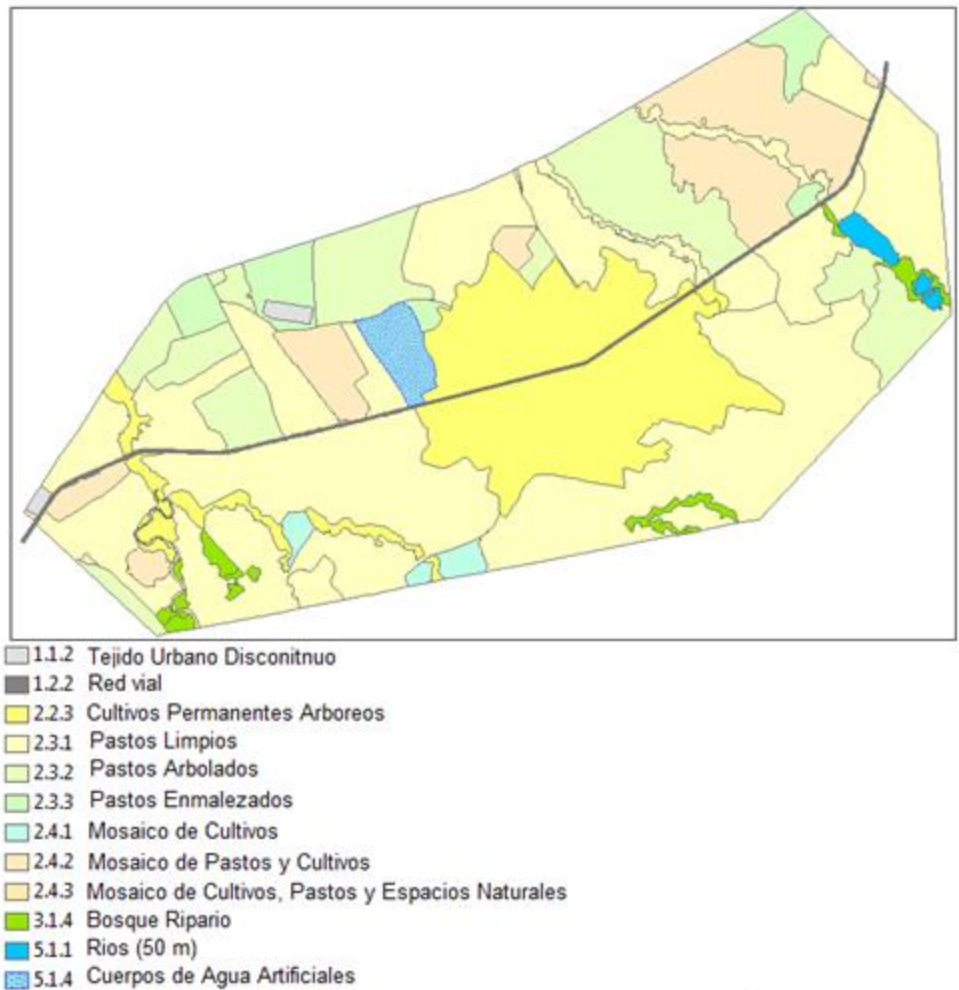 1.1.2 Tejido Urbano Disconitnuo
1.2.2 Red vial
2.2.3 Cultivos Permanentes Arboreos
2.3.1 Pastos Limpios
2.3.2 Pastos Arbolados
2.3.3 Pastos Enmalezados
2.4.1 Mosaico de Cultivos
2.4.2 Mosaico de Pastos y Cultivos
2.4.3 Mosaico de Cultivos, Pastos y Espacios Naturales
3.1.4 Bosque Ripario
5.1.1 Rios (50 m)
5.1.4 Cuerpos de Agua Artificiales